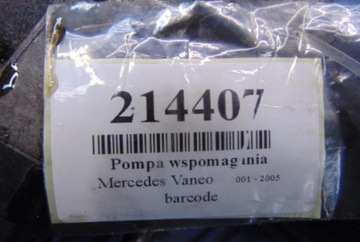 214407
Pompa wspomagania
Mercedes Vaneo 001 - 2005
barcode